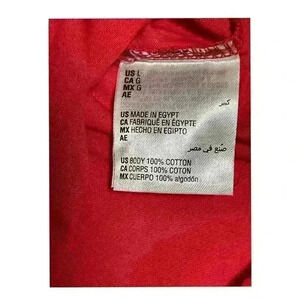 US L
CA G
MX G
AE كبير
US MADE IN EGYPT
CA FABRIQUÉ EN ÉGYPTE
MX HECHO EN EGIPTO
AE صنع في مصر
US BODY 100% COTTON
CA CORPS 100% COTON
MX CUERPO 100% algodón